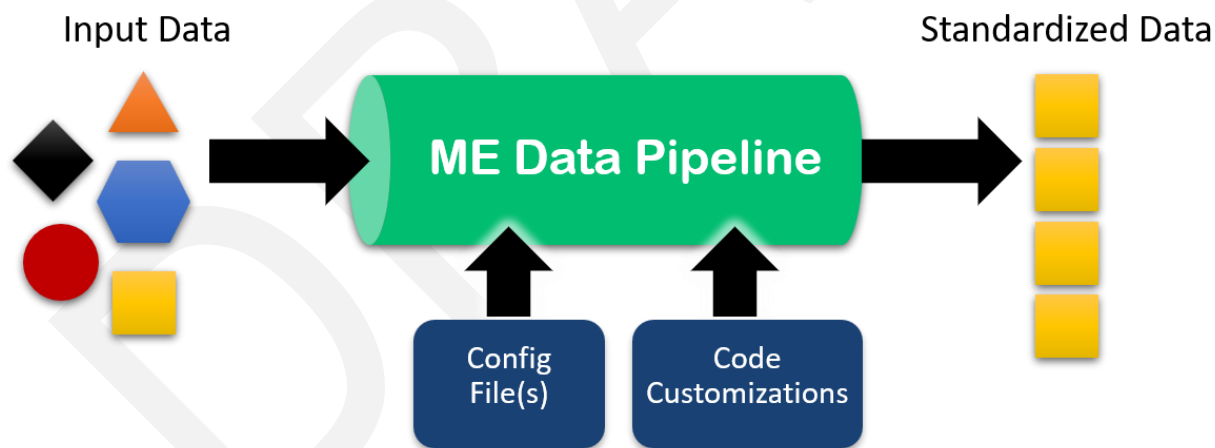 Input Data
Standardized Data
ME Data Pipeline
Config
File(s)
Code
Customizations